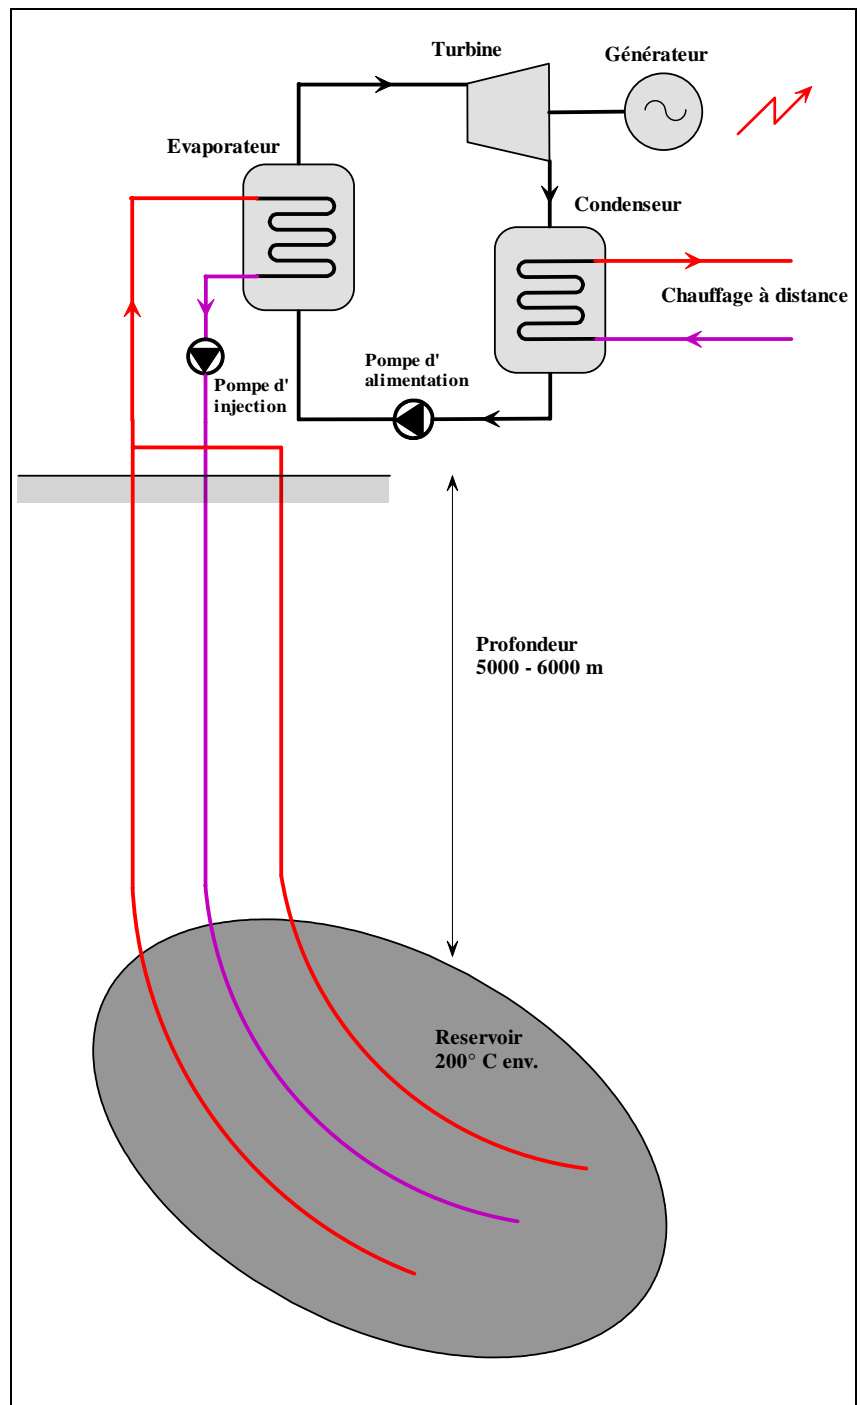 Turbine
Générateur
Evaporateur
Condenseur
Chauffage à distance
Pompe d'
alimentation
Pompe d'
injection
Profondeur
5000 - 6000 m
Reservoir
200° C env.